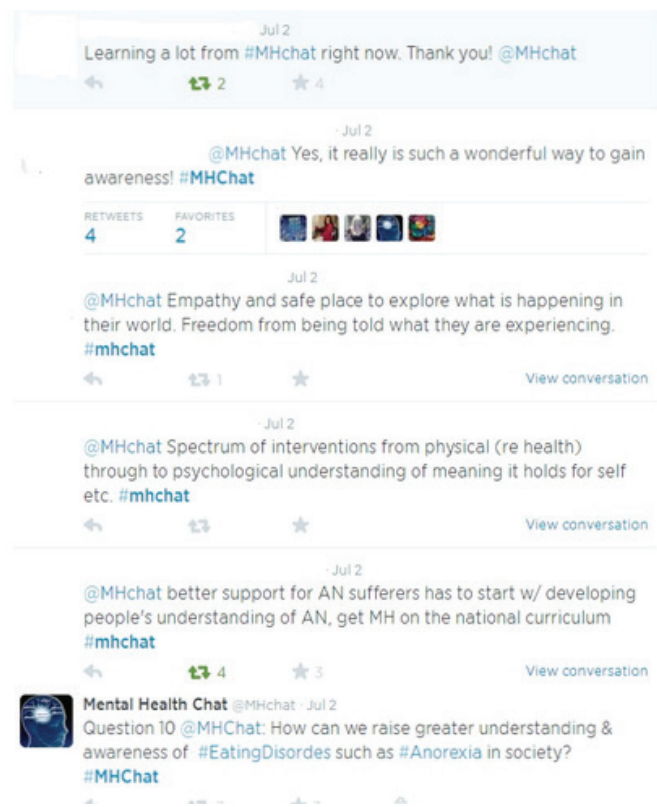 Jul 2
Learning a lot from #MHchat right now. Thank you! @MHchat
2 4
· Jul 2
@MHchat Yes, it really is such a wonderful way to gain
awareness! #MHChat
RETWEETS FAVORITES
4 2
Jul 2
@MHchat Empathy and safe place to explore what is happening in
their world. Freedom from being told what they are experiencing.
#mhchat
1 View conversation
· Jul 2
@MHchat Spectrum of interventions from physical (re health)
through to psychological understanding of meaning it holds for self
etc. #mhchat
View conversation
· Jul 2
@MHchat better support for AN sufferers has to start w/ developing
people's understanding of AN, get MH on the national curriculum
#mhchat
4 3 View conversation
Mental Health Chat @MHchat · Jul 2
Question 10 @MHChat: How can we raise greater understanding &
awareness of #EatingDisordes such as #Anorexia in society?
#MHChat